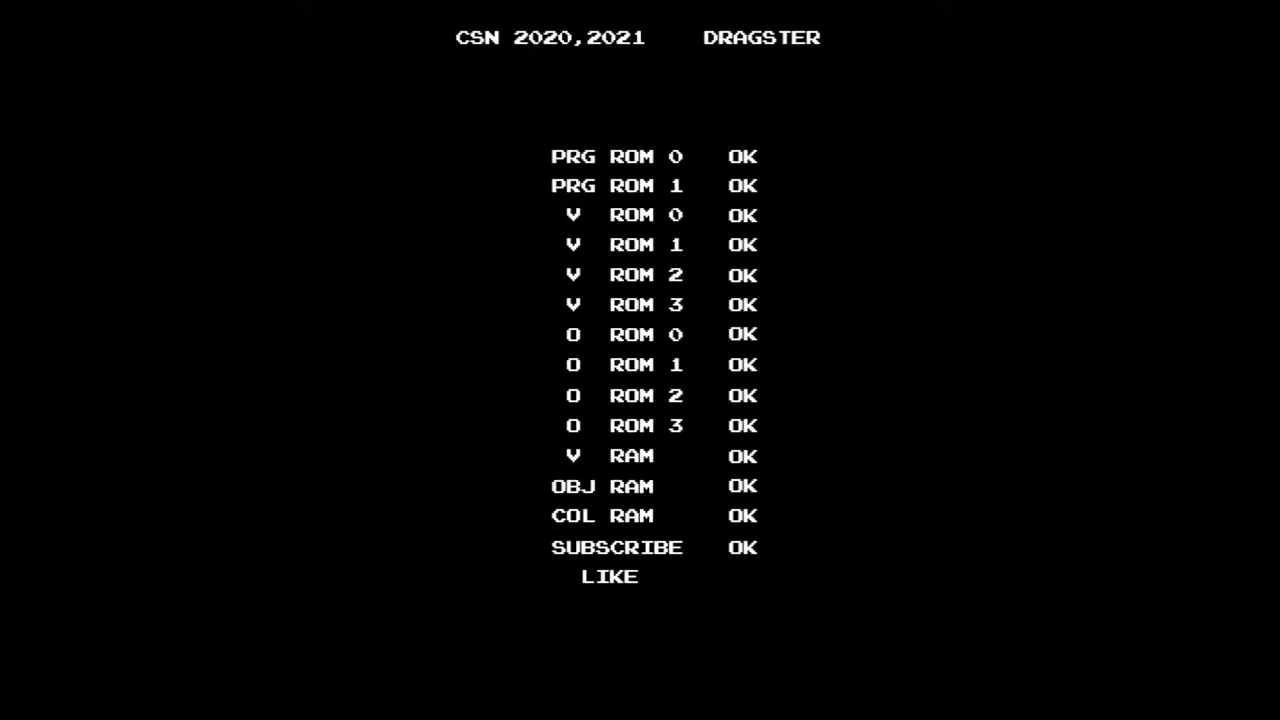 CSN 2020,2021 DRAGSTER
PRG ROM 0 OK
PRG ROM 1 OK
V ROM 0 OK
V ROM 1 OK
V ROM 2 OK
V ROM 3 OK
O ROM 0 OK
O ROM 1 OK
O ROM 2 OK
O ROM 3 OK
V RAM OK
OBJ RAM OK
COL RAM OK
SUBSCRIBE OK
LIKE